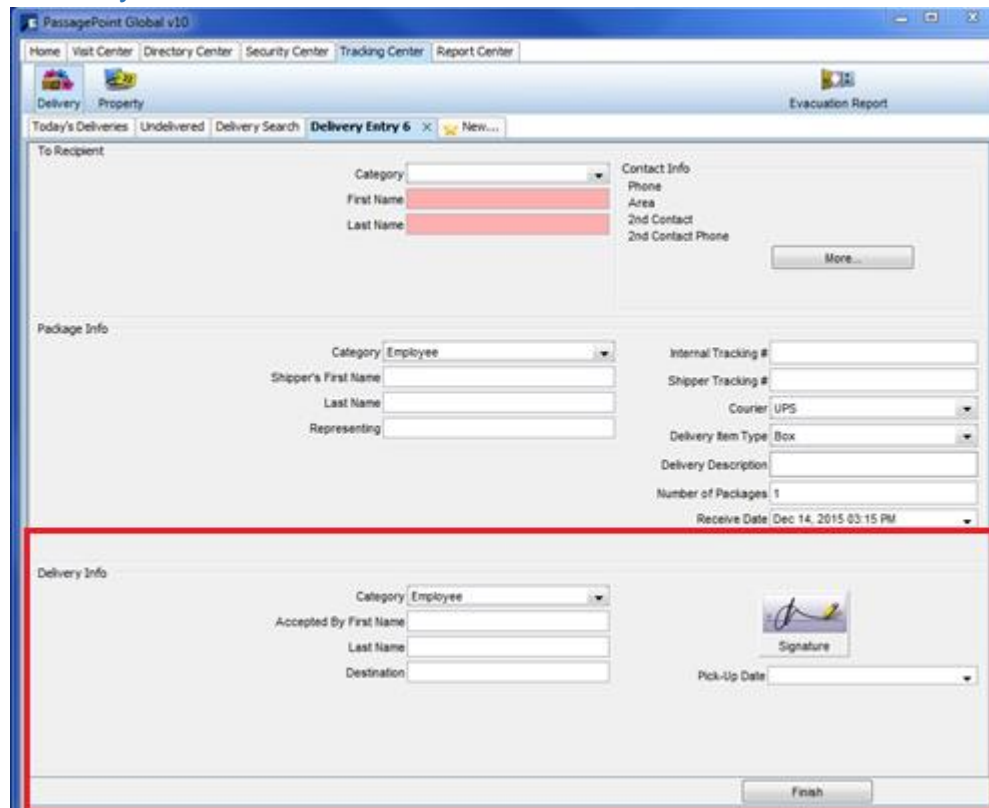 PassagePoint Global v10
Home Visit Center Directory Center Security Center Tracking Center Report Center
Delivery Property Evacuation Report
Today's Deliveries Undelivered Delivery Search Delivery Entry 6 × New...
To Recipient
Category
First Name
Last Name
Contact Info
Phone
Area
2nd Contact
2nd Contact Phone
More...
Package Info
Category Employee
Shipper's First Name
Last Name
Representing
Internal Tracking #
Shipper Tracking #
Courier UPS
Delivery Item Type Box
Delivery Description
Number of Packages 1
Receive Date Dec 14, 2015 03:15 PM
Delivery Info
Category Employee
Accepted By First Name
Last Name
Destination
Signature
Pick-Up Date
Finish